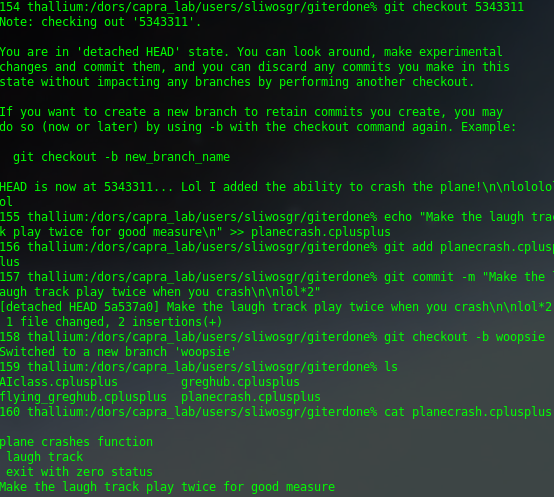 154 thallium:/dors/capra_lab/users/sliwosgr/giterdone% git checkout 5343311
Note: checking out '5343311'.

You are in 'detached HEAD' state. You can look around, make experimental
changes and commit them, and you can discard any commits you make in this
state without impacting any branches by performing another checkout.

If you want to create a new branch to retain commits you create, you may
do so (now or later) by using -b with the checkout command again. Example:

  git checkout -b new_branch_name

HEAD is now at 5343311... Lol I added the ability to crash the plane!\n\nlololo
ol
155 thallium:/dors/capra_lab/users/sliwosgr/giterdone% echo "Make the laugh trac
k play twice for good measure\n" >> planecrash.cplusplus
156 thallium:/dors/capra_lab/users/sliwosgr/giterdone% git add planecrash.cplusp
lus
157 thallium:/dors/capra_lab/users/sliwosgr/giterdone% git commit -m "Make the l
augh track play twice when you crash\n\nlol*2"
[detached HEAD 5a537a0] Make the laugh track play twice when you crash\n\nlol*2
 1 file changed, 2 insertions(+)
158 thallium:/dors/capra_lab/users/sliwosgr/giterdone% git checkout -b woopsie
Switched to a new branch 'woopsie'
159 thallium:/dors/capra_lab/users/sliwosgr/giterdone% ls
AIclass.cplusplus         greghub.cplusplus
flying_greghub.cplusplus  planecrash.cplusplus
160 thallium:/dors/capra_lab/users/sliwosgr/giterdone% cat planecrash.cplusplus

plane crashes function
 laugh track
 exit with zero status
Make the laugh track play twice for good measure